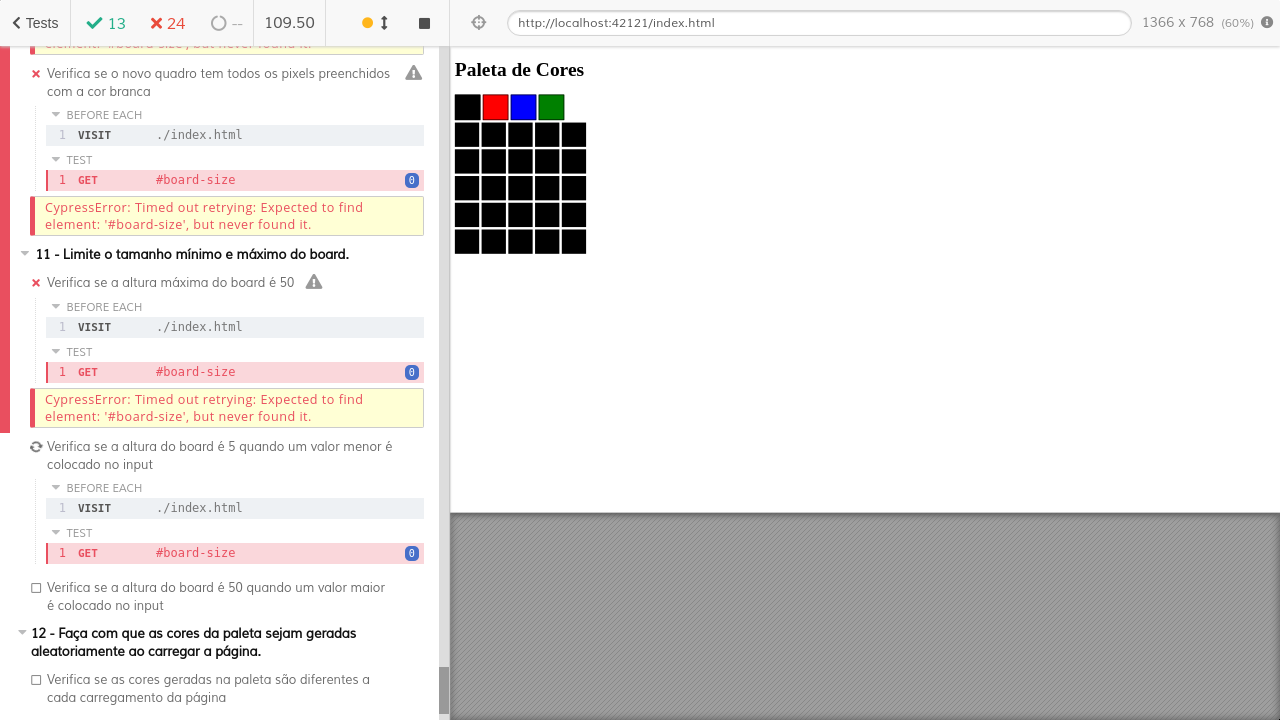 Tests 13 24 -- 109.50
http://localhost:42121/index.html 1366 x 768 (60%)
element: '#board-size', but never found it.
Verifica se o novo quadro tem todos os pixels preenchidos
com a cor branca
BEFORE EACH
1 VISIT ./index.html
TEST
1 GET #board-size 0
CypressError: Timed out retrying: Expected to find
element: '#board-size', but never found it.
11 - Limite o tamanho mínimo e máximo do board.
Verifica se a altura máxima do board é 50
BEFORE EACH
1 VISIT ./index.html
TEST
1 GET #board-size 0
CypressError: Timed out retrying: Expected to find
element: '#board-size', but never found it.
Verifica se a altura do board é 5 quando um valor menor é
colocado no input
BEFORE EACH
1 VISIT ./index.html
TEST
1 GET #board-size 0
Verifica se a altura do board é 50 quando um valor maior
é colocado no input
12 - Faça com que as cores da paleta sejam geradas
aleatoriamente ao carregar a página.
Verifica se as cores geradas na paleta são diferentes a
cada carregamento da página
Paleta de Cores